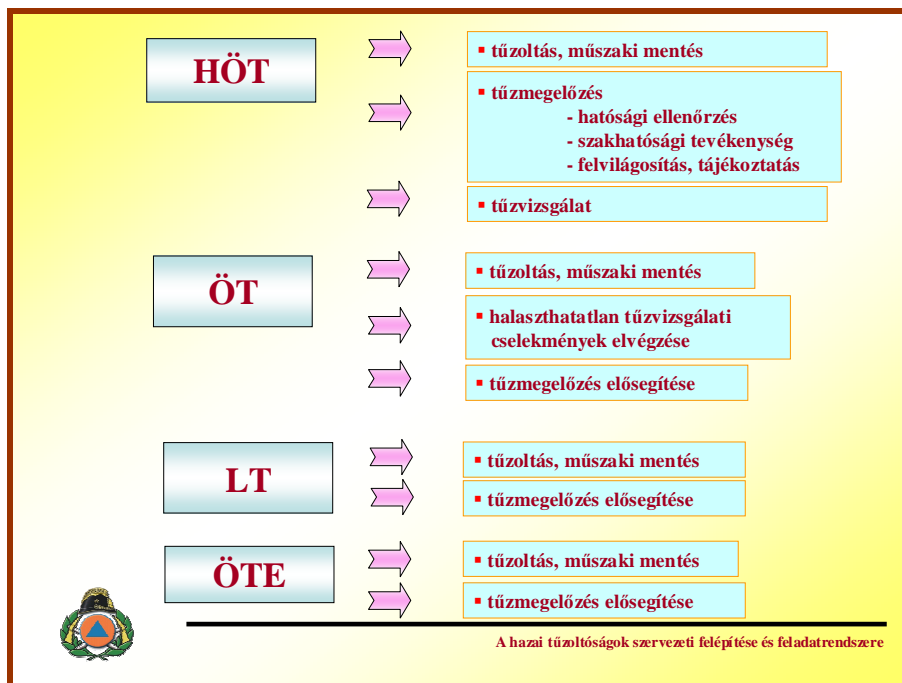 HÖT
▪ tűzoltás, műszaki mentés
▪ tűzmegelőzés
- hatósági ellenőrzés
- szakhatósági tevékenység
- felvilágosítás, tájékoztatás
▪ tűzvizsgálat
ÖT
▪ tűzoltás, műszaki mentés
▪ halaszthatatlan tűzvizsgálati
cselekmények elvégzése
▪ tűzmegelőzés elősegítése
LT
▪ tűzoltás, műszaki mentés
▪ tűzmegelőzés elősegítése
ÖTE
▪ tűzoltás, műszaki mentés
▪ tűzmegelőzés elősegítése
A hazai tűzoltóságok szervezeti felépítése és feladatrendszere